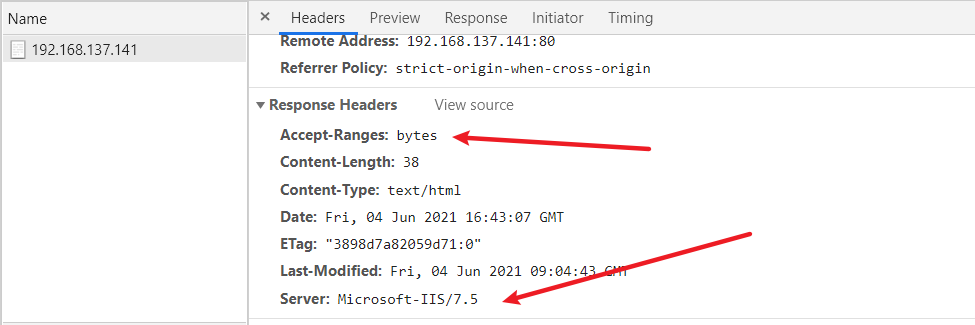 Name
192.168.137.141
× Headers Preview Response Initiator Timing
Remote Address: 192.168.137.141:80
Referrer Policy: strict-origin-when-cross-origin
▼ Response Headers View source
Accept-Ranges: bytes
Content-Length: 38
Content-Type: text/html
Date: Fri, 04 Jun 2021 16:43:07 GMT
ETag: "3898d7a82059d71:0"
Last-Modified: Fri, 04 Jun 2021 09:04:43 GMT
Server: Microsoft-IIS/7.5